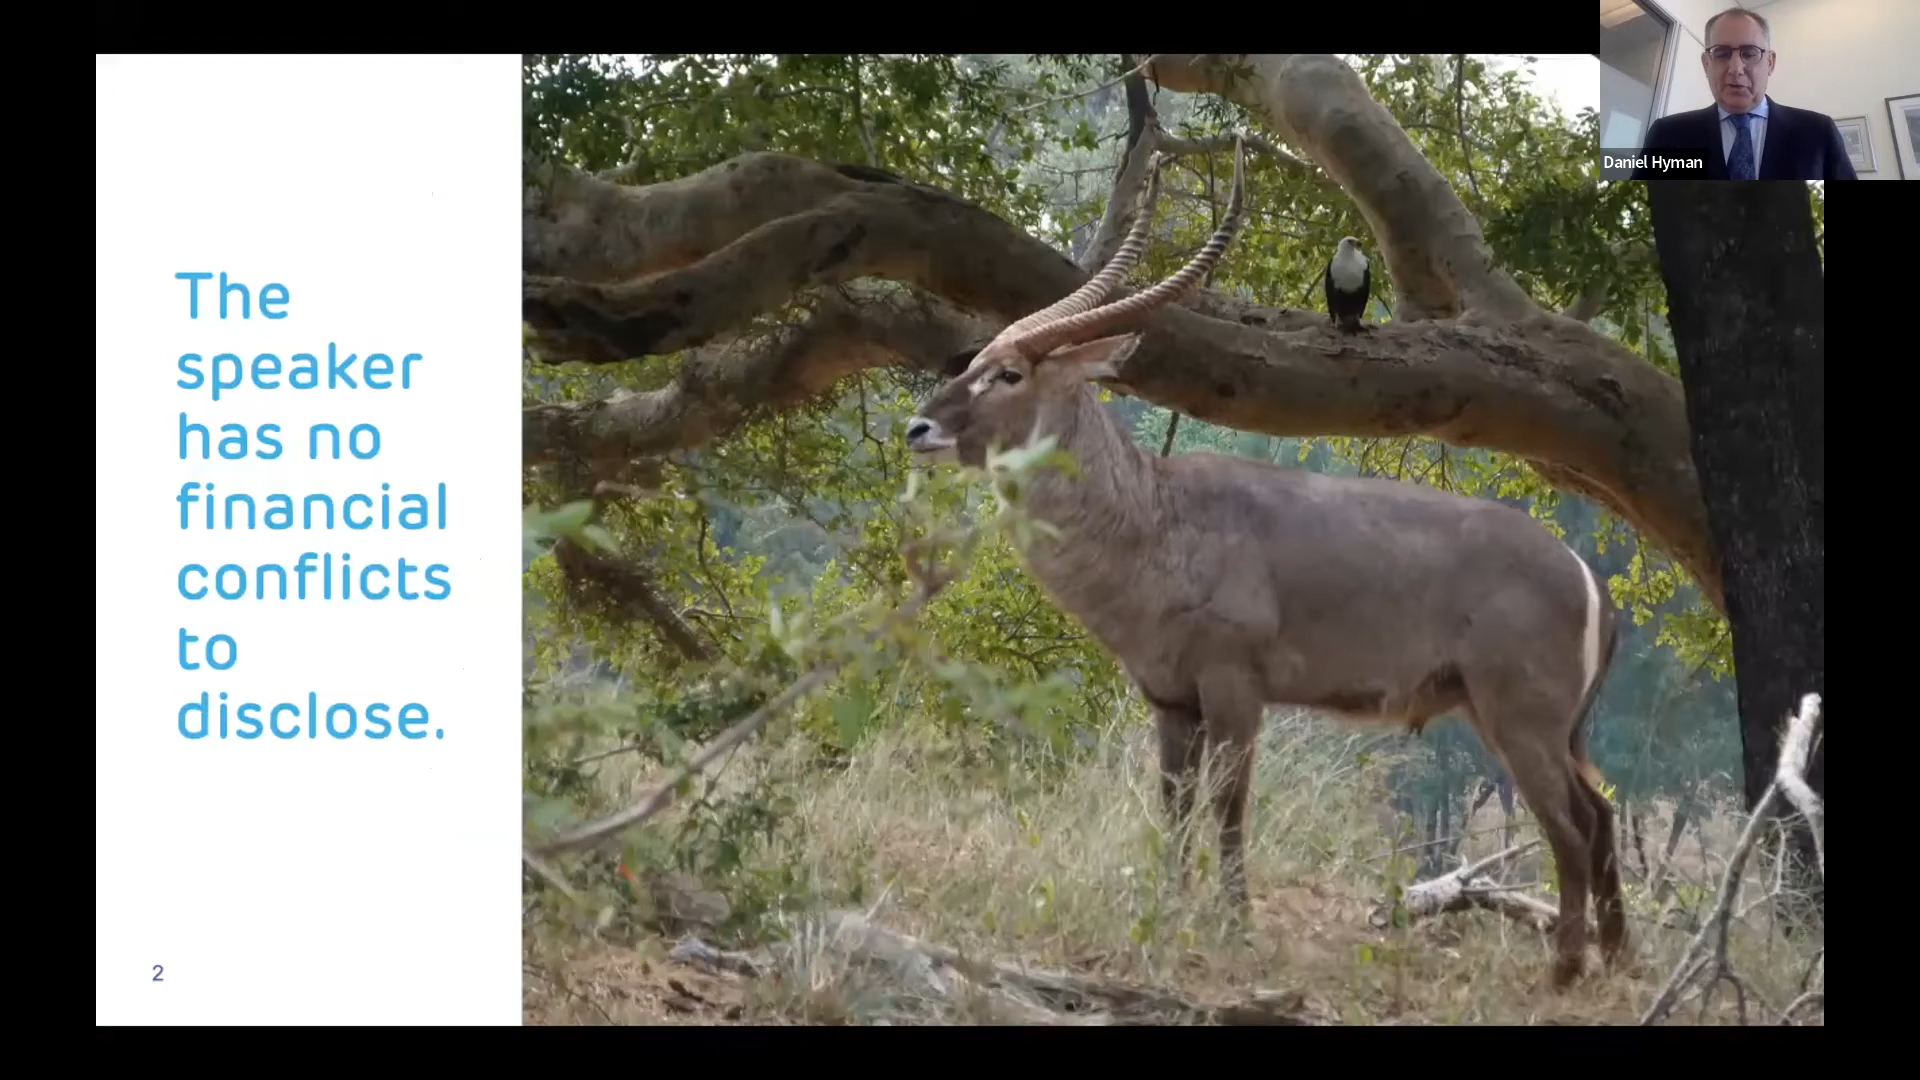 The
speaker
has no
financial
conflicts
to
disclose.
2
Daniel Hyman